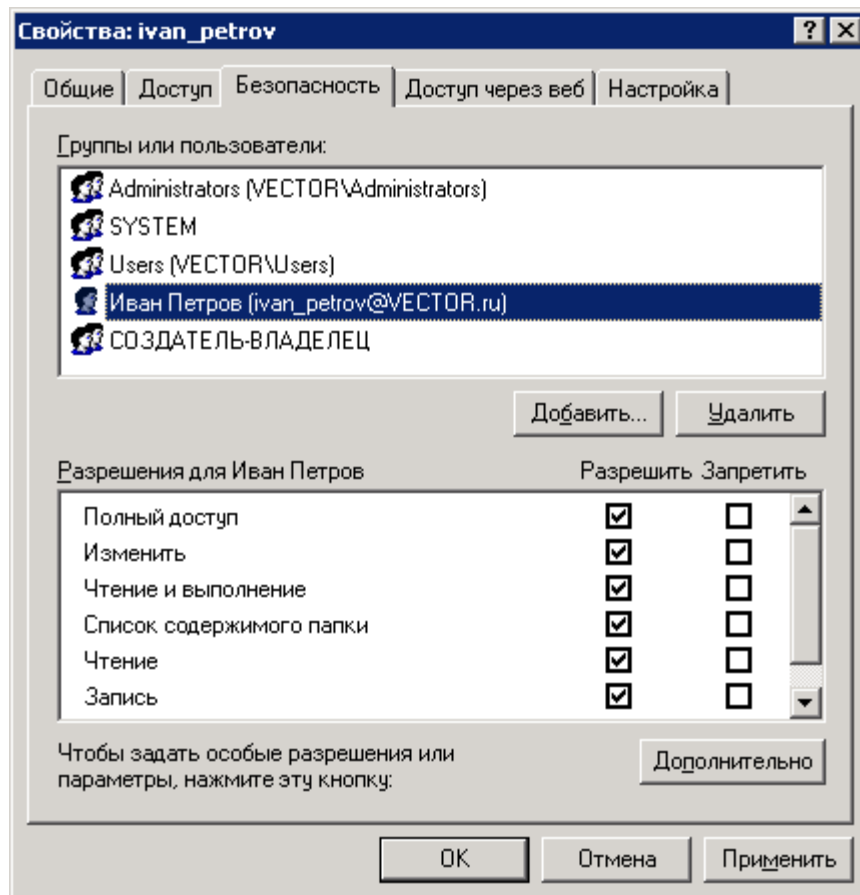 Свойства: ivan_petrov
Общие Доступ Безопасность Доступ через веб Настройка
Группы или пользователи:
Administrators (VECTOR\Administrators)
SYSTEM
Users (VECTOR\Users)
Иван Петров (ivan_petrov@VECTOR.ru)
СОЗДАТЕЛЬ-ВЛАДЕЛЕЦ
Добавить... Удалить
Разрешения для Иван Петров Разрешить Запретить
Полный доступ
Изменить
Чтение и выполнение
Список содержимого папки
Чтение
Запись
Чтобы задать особые разрешения или
параметры, нажмите эту кнопку:
Дополнительно
OK Отмена Применить